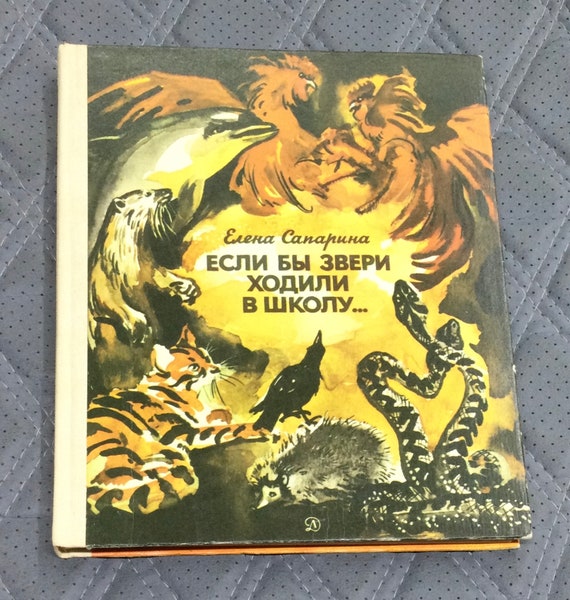 Елена Сапарина
ЕСЛИ БЫ ЗВЕРИ
ХОДИЛИ
В ШКОЛУ...